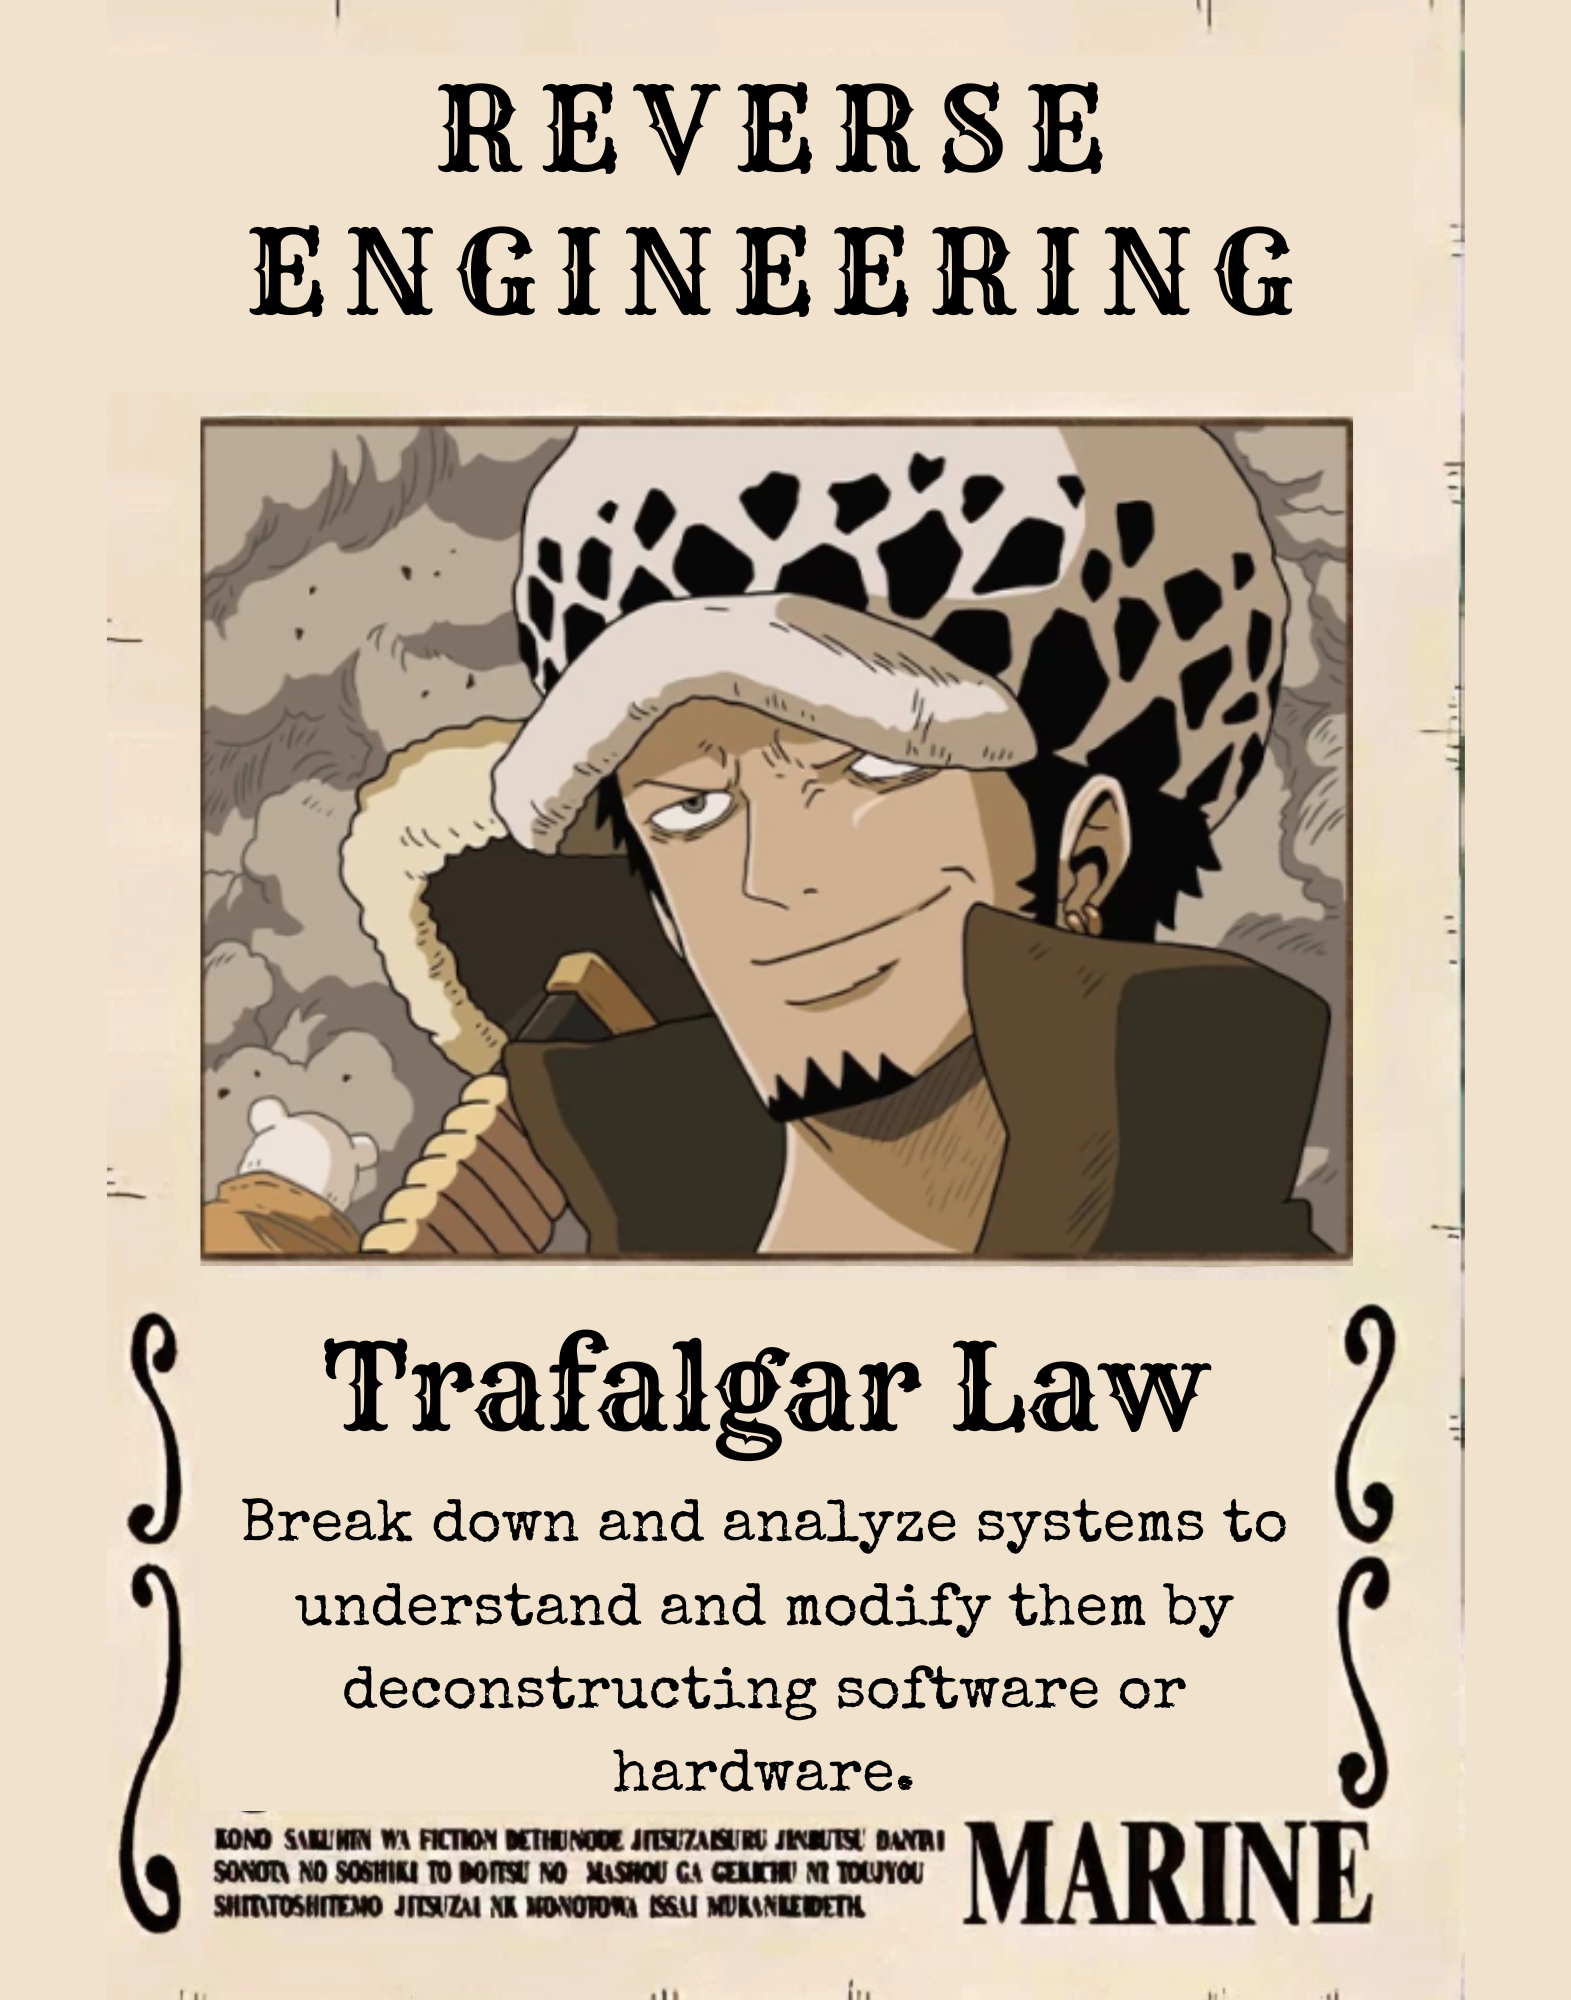 REVERSE
ENGINEERING
Trafalgar Law
Break down and analyze systems to
understand and modify them by
deconstructing software or
hardware.
KONO SAKUHIN WA FICTION DETHUNODE JITSUZAISURU JINBUTSU DANTAI
SONOTA NO SOSHIKI TO DOITSU NO MASHOU GA GEKICHU NI TOUJYOU
SHITATOSHITEMO JITSUZAI NK MONOTOWA ISSAI MUKANKEIDETH.
MARINE